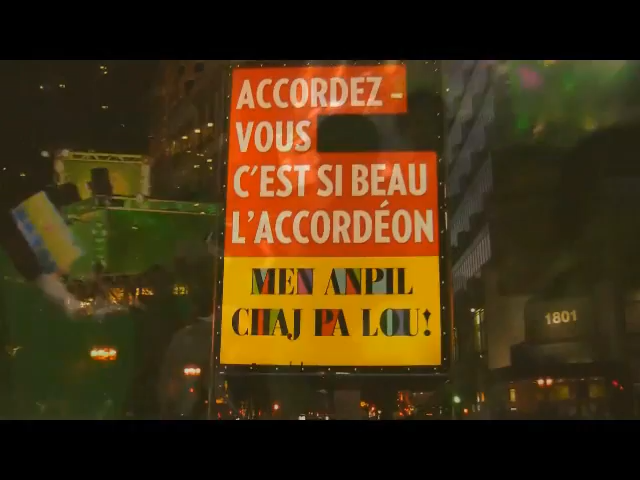 ACCORDEZ -
VOUS
C'EST SI BEAU
L'ACCORDÉON
MEN ANPIL
CHAJ PA LOU!
1801